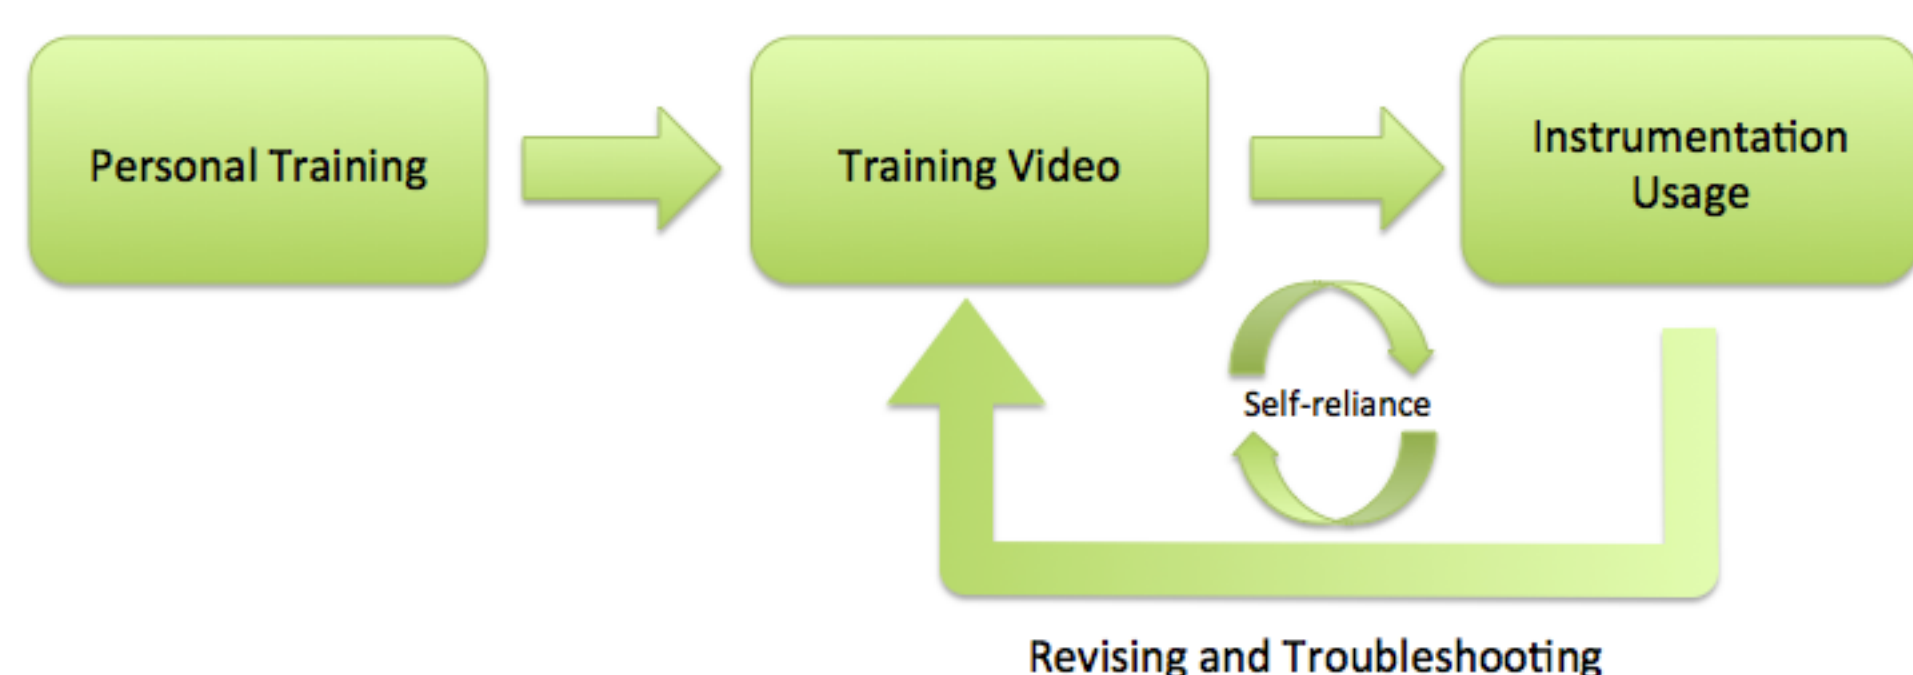 Personal Training
Training Video
Instrumentation
Usage
Self-reliance
Revising and Troubleshooting